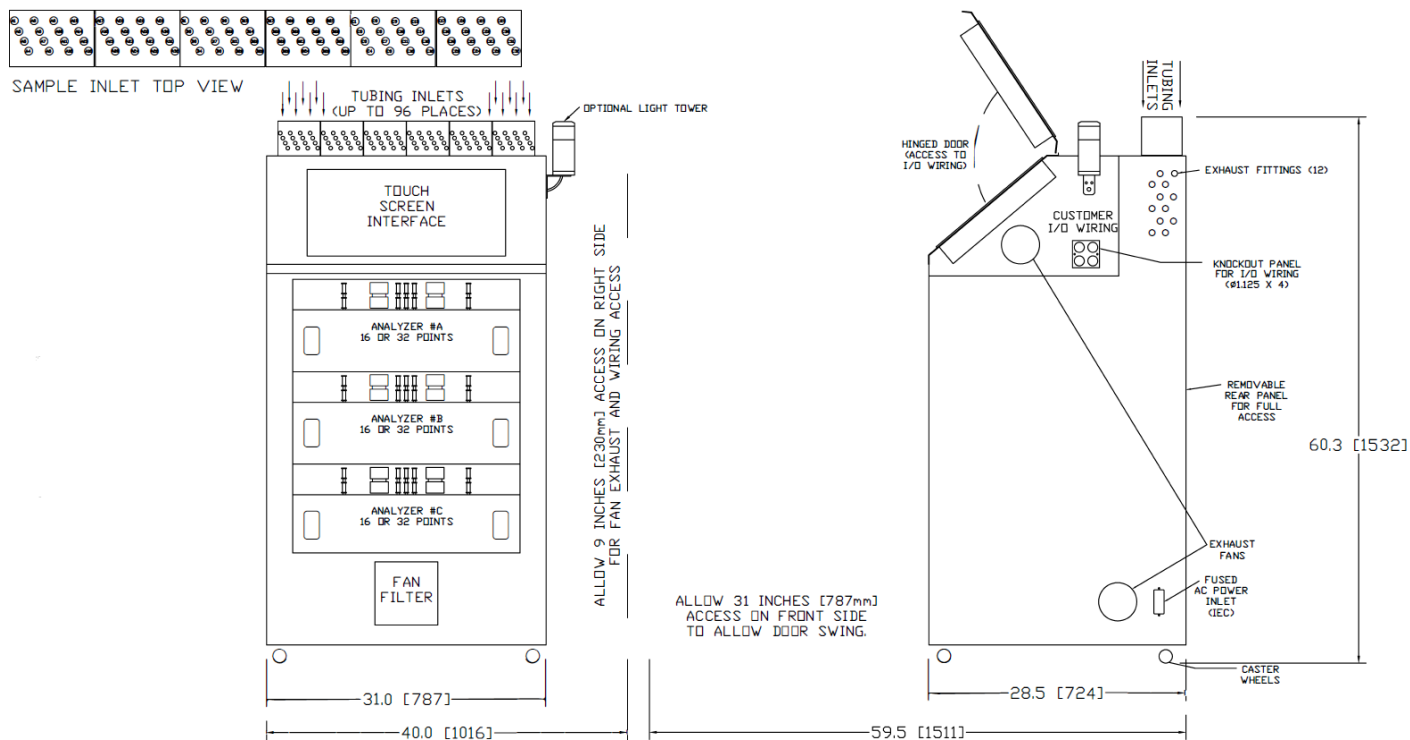 SAMPLE INLET TOP VIEW
TUBING INLETS
(UP TO 96 PLACES)
OPTIONAL LIGHT TOWER
TOUCH
SCREEN
INTERFACE
ANALYZER #A
16 OR 32 POINTS
ANALYZER #B
16 OR 32 POINTS
ANALYZER #C
16 OR 32 POINTS
FAN
FILTER
31.0 [787]
40.0 [1016]
ALLOW 9 INCHES [230mm] ACCESS ON RIGHT SIDE
FOR FAN EXHAUST AND WIRING ACCESS
ALLOW 31 INCHES [787mm]
ACCESS ON FRONT SIDE
TO ALLOW DOOR SWING.
TUBING
INLETS
HINGED DOOR
(ACCESS TO
I/O WIRING)
EXHAUST FITTINGS (12)
CUSTOMER
I/O WIRING
KNOCKOUT PANEL
FOR I/O WIRING
(Ø1.125 X 4)
REMOVABLE
REAR PANEL
FOR FULL
ACCESS
60.3 [1532]
EXHAUST
FANS
FUSED
AC POWER
INLET
(IEC)
CASTER
WHEELS
28.5 [724]
59.5 [1511]